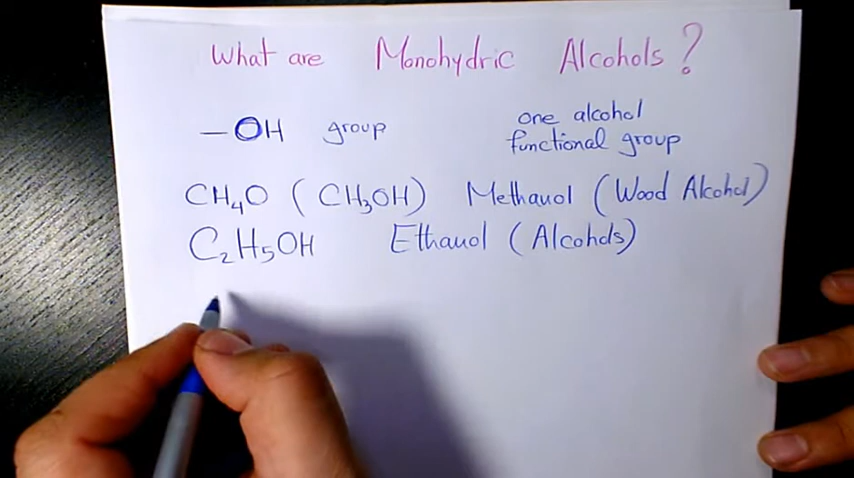 What are Monohydric Alcohols?
—OH group
one alcohol
functional group
CH₄O (CH₃OH) Methanol (Wood Alcohol)
C₂H₅OH Ethanol (Alcohols)